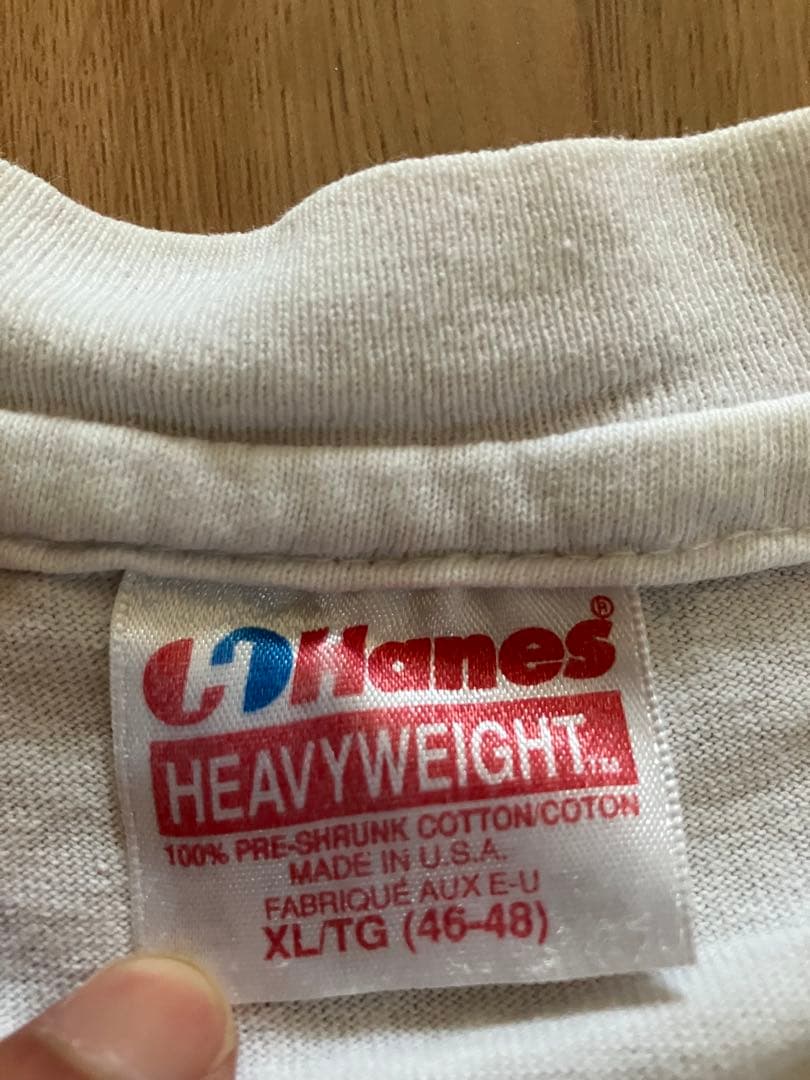 Hanes®
HEAVYWEIGHT™
100% PRE-SHRUNK COTTON/COTON
MADE IN U.S.A.
FABRIQUÉ AUX E-U
XL/TG (46-48)